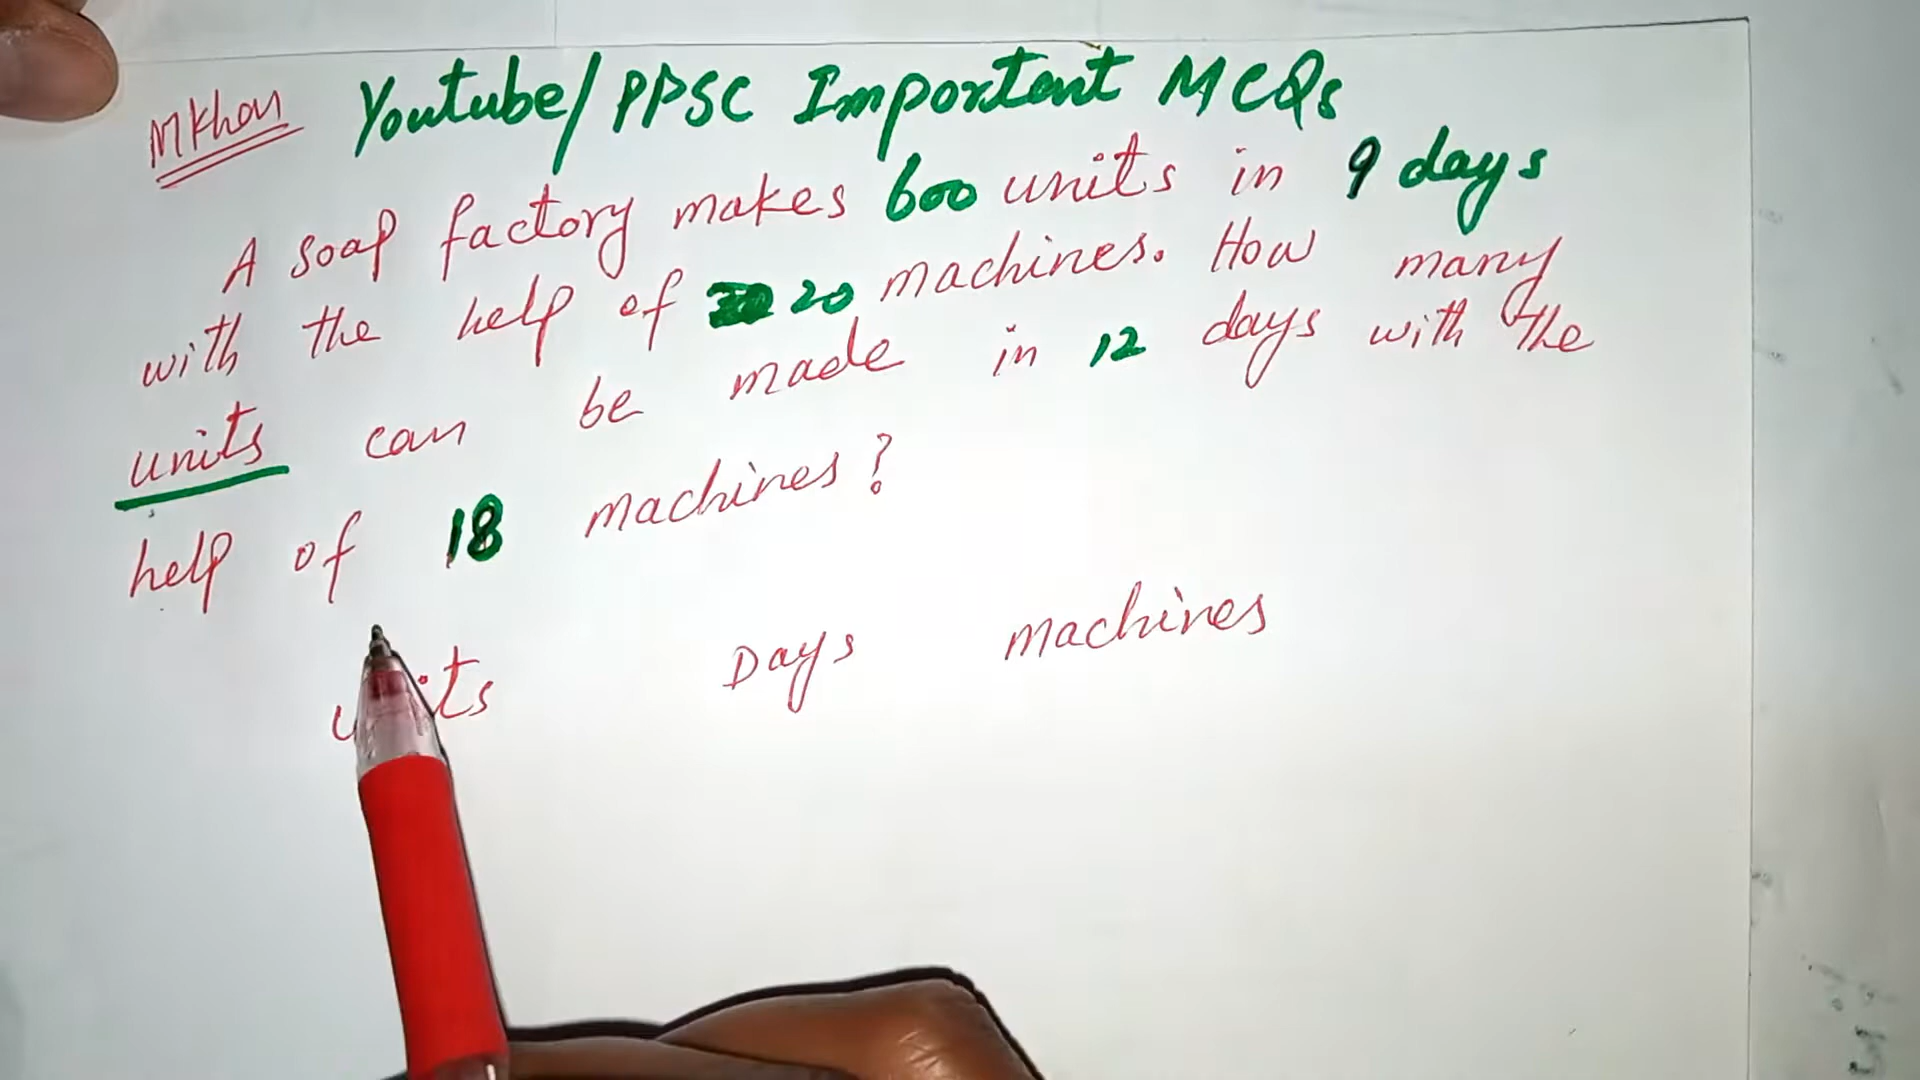 MKhan Youtube/PPSC Important MCQs
A soap factory makes 600 units in 9 days
with the help of 20 machines. How many
units can be made in 12 days with the
help of 18 machines?
units Days Machines